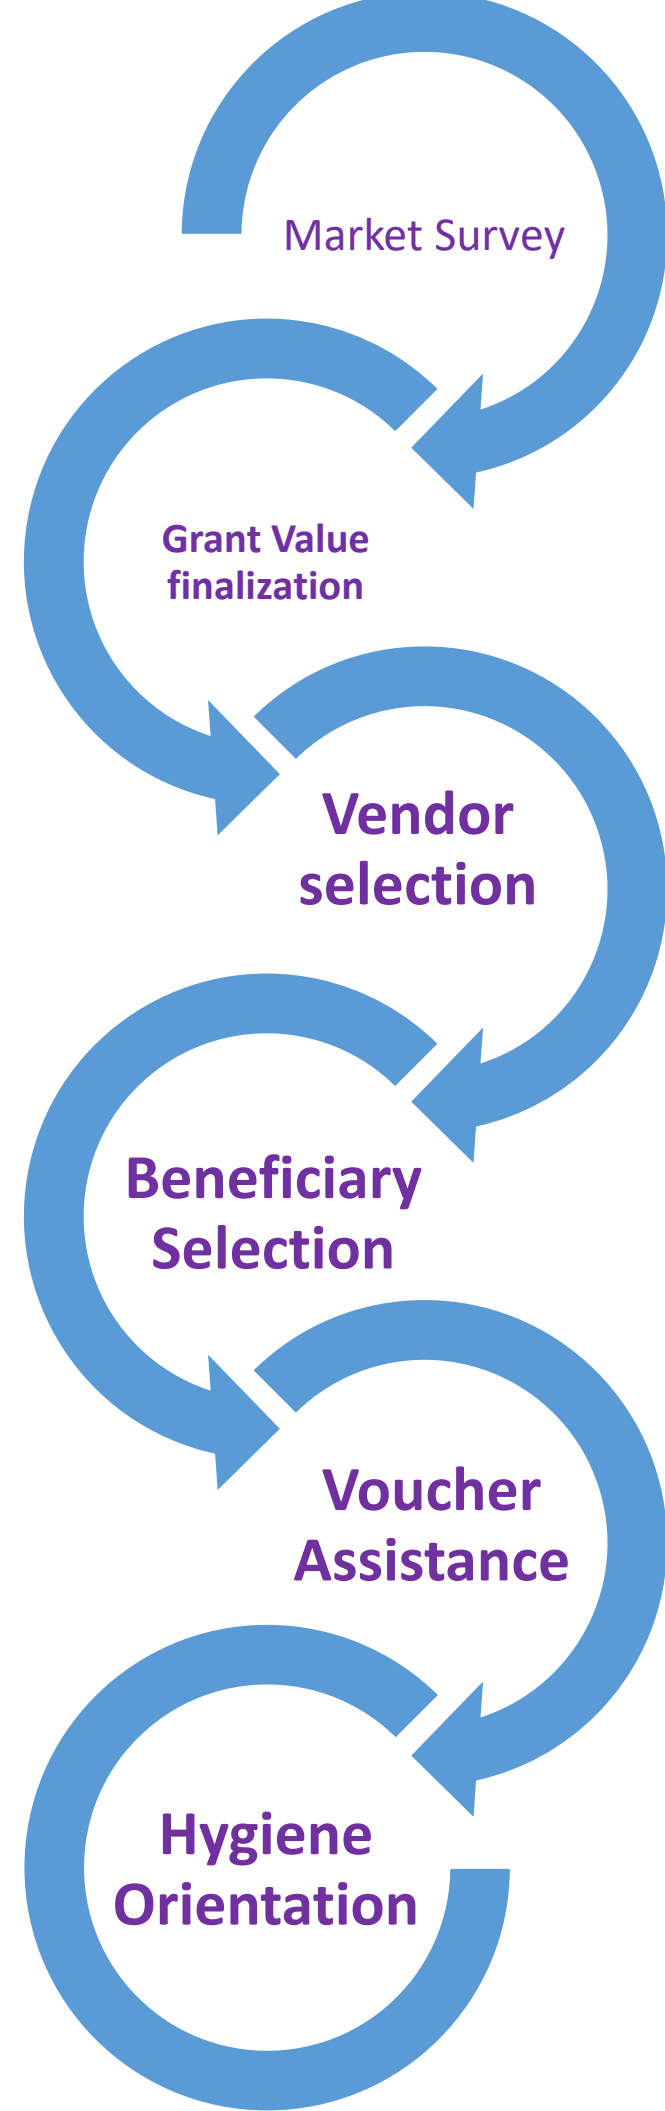 Market Survey
Grant Value
finalization
Vendor
selection
Beneficiary
Selection
Voucher
Assistance
Hygiene
Orientation